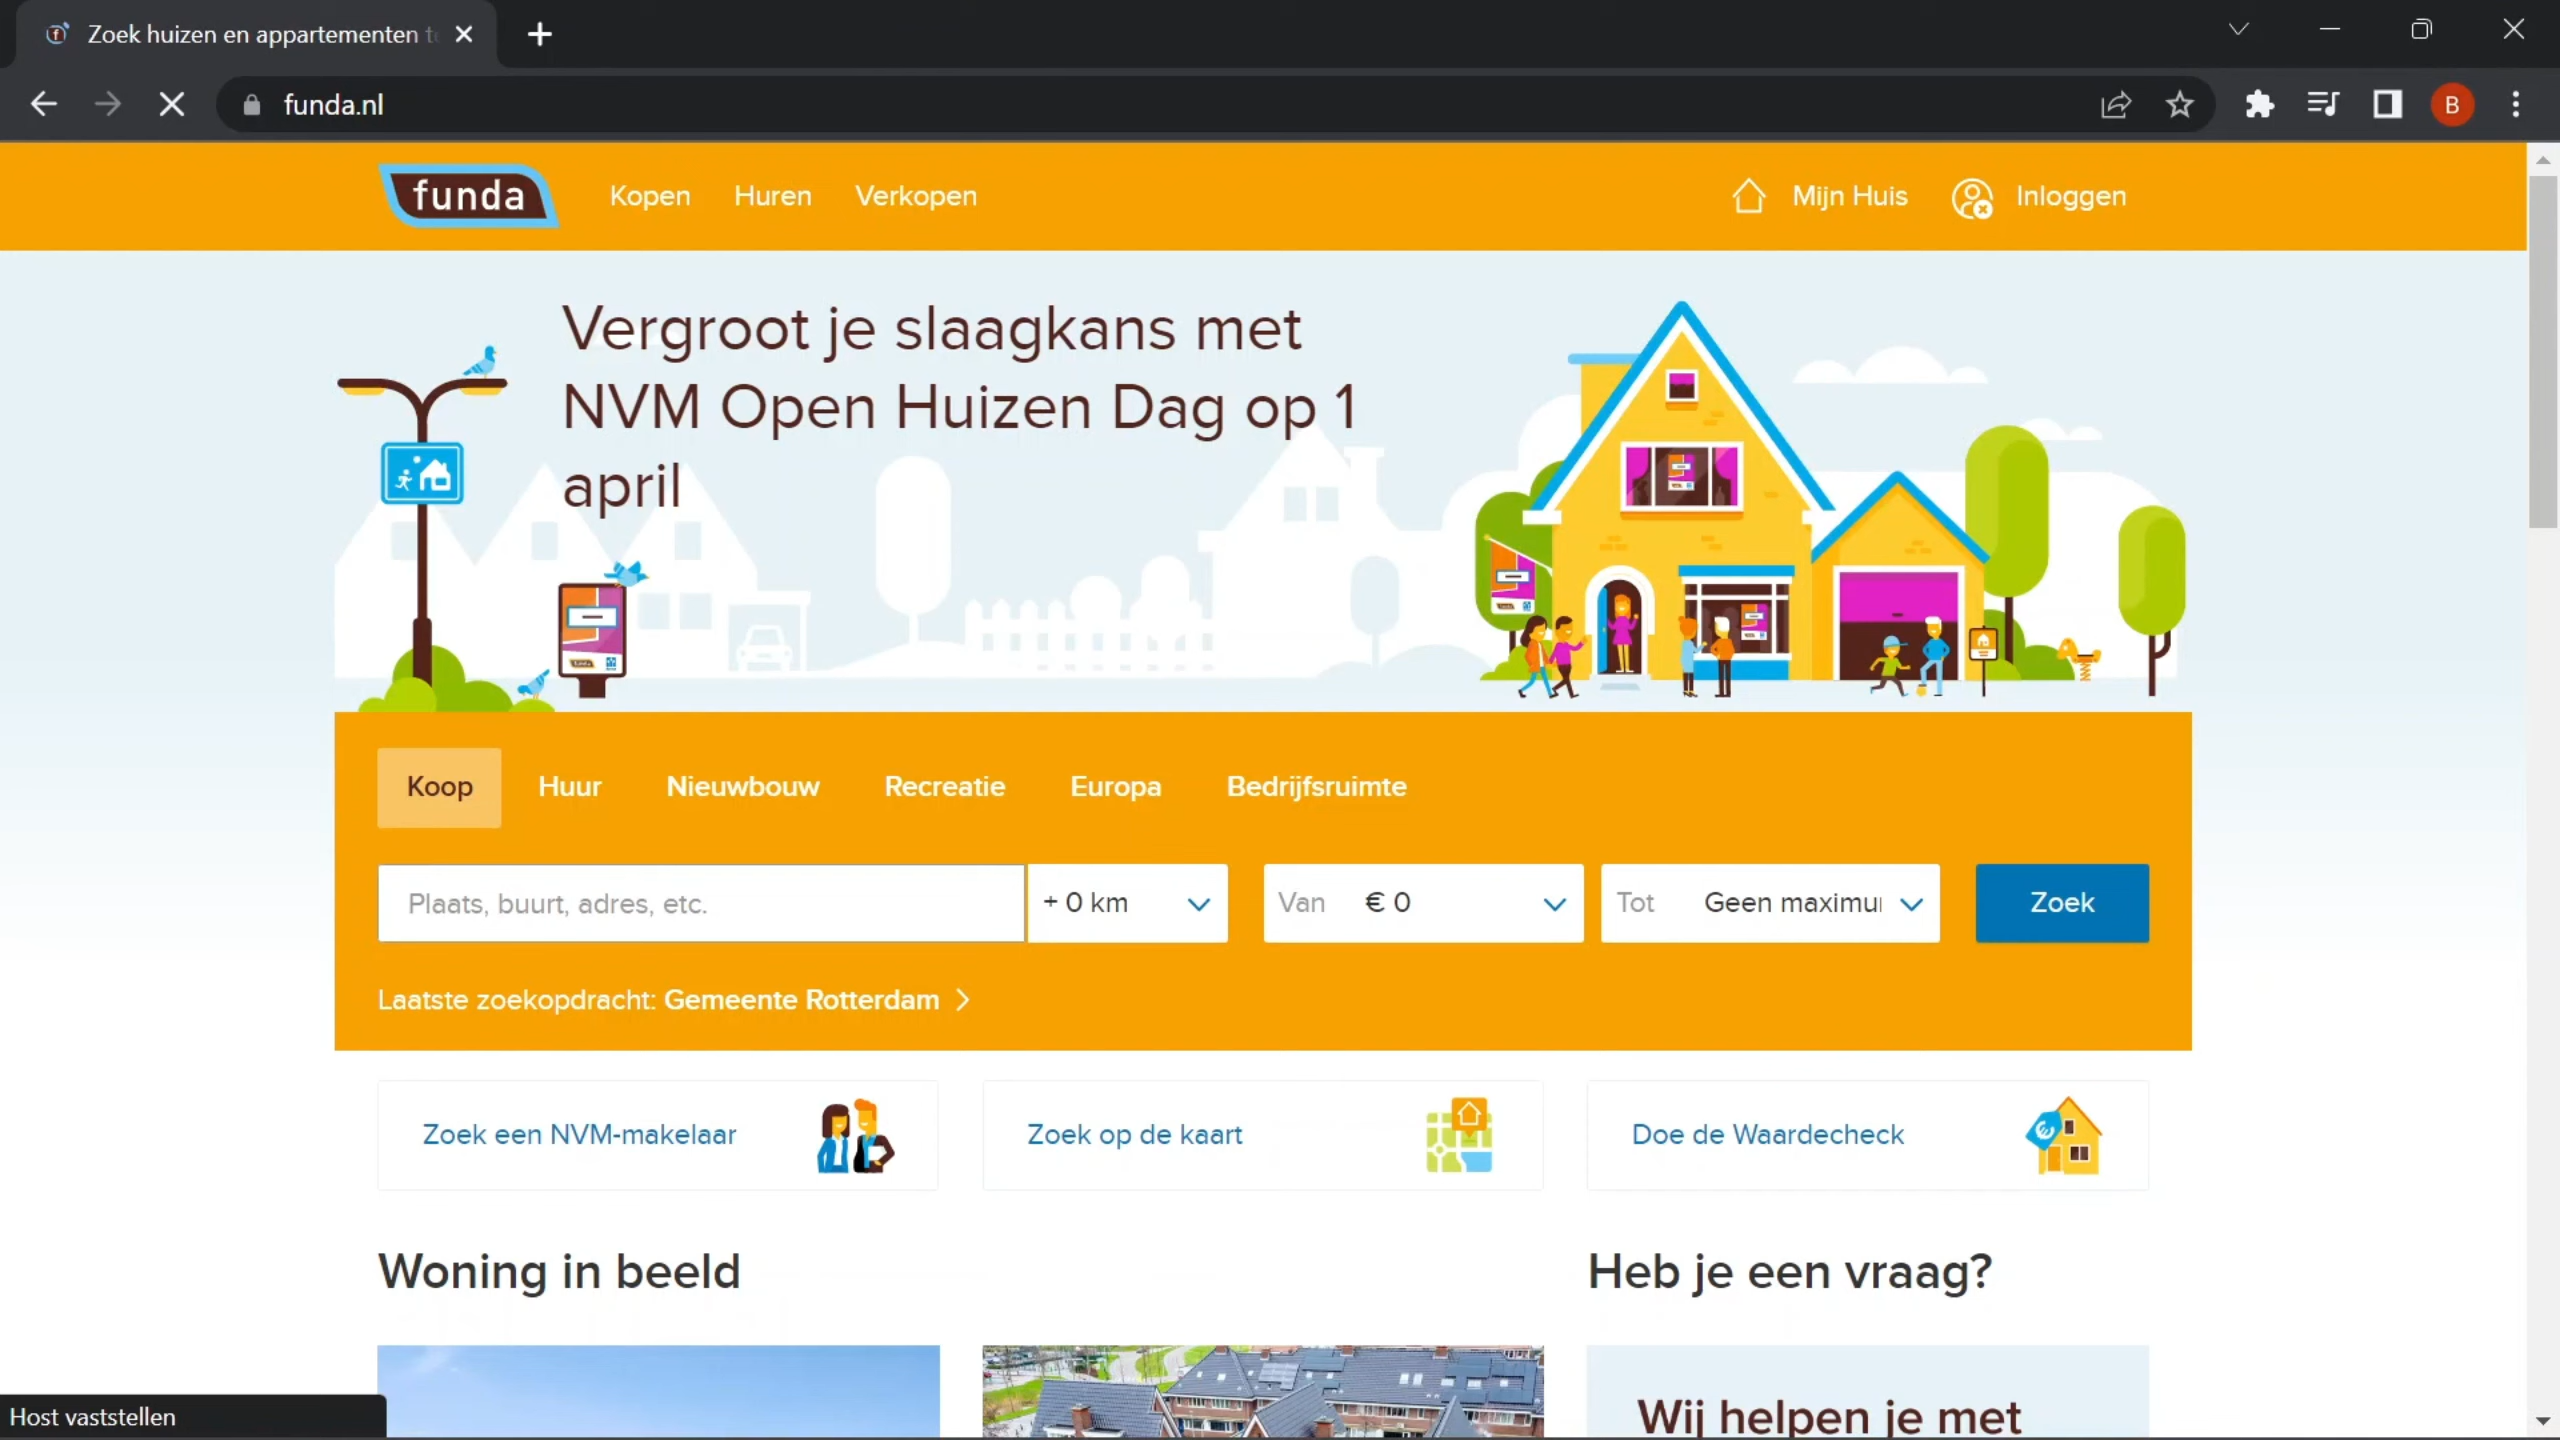 Zoek huizen en appartementen te
funda.nl
B
funda
Kopen
Huren
Verkopen
Mijn Huis
Inloggen
Vergroot je slaagkans met
NVM Open Huizen Dag op 1
april
Koop
Huur
Nieuwbouw
Recreatie
Europa
Bedrijfsruimte
Plaats, buurt, adres, etc.
+ 0 km
Van € 0
Tot Geen maximu
Zoek
Laatste zoekopdracht: Gemeente Rotterdam
Zoek een NVM-makelaar
Zoek op de kaart
Doe de Waardecheck
Woning in beeld
Heb je een vraag?
Wij helpen je met
Host vaststellen